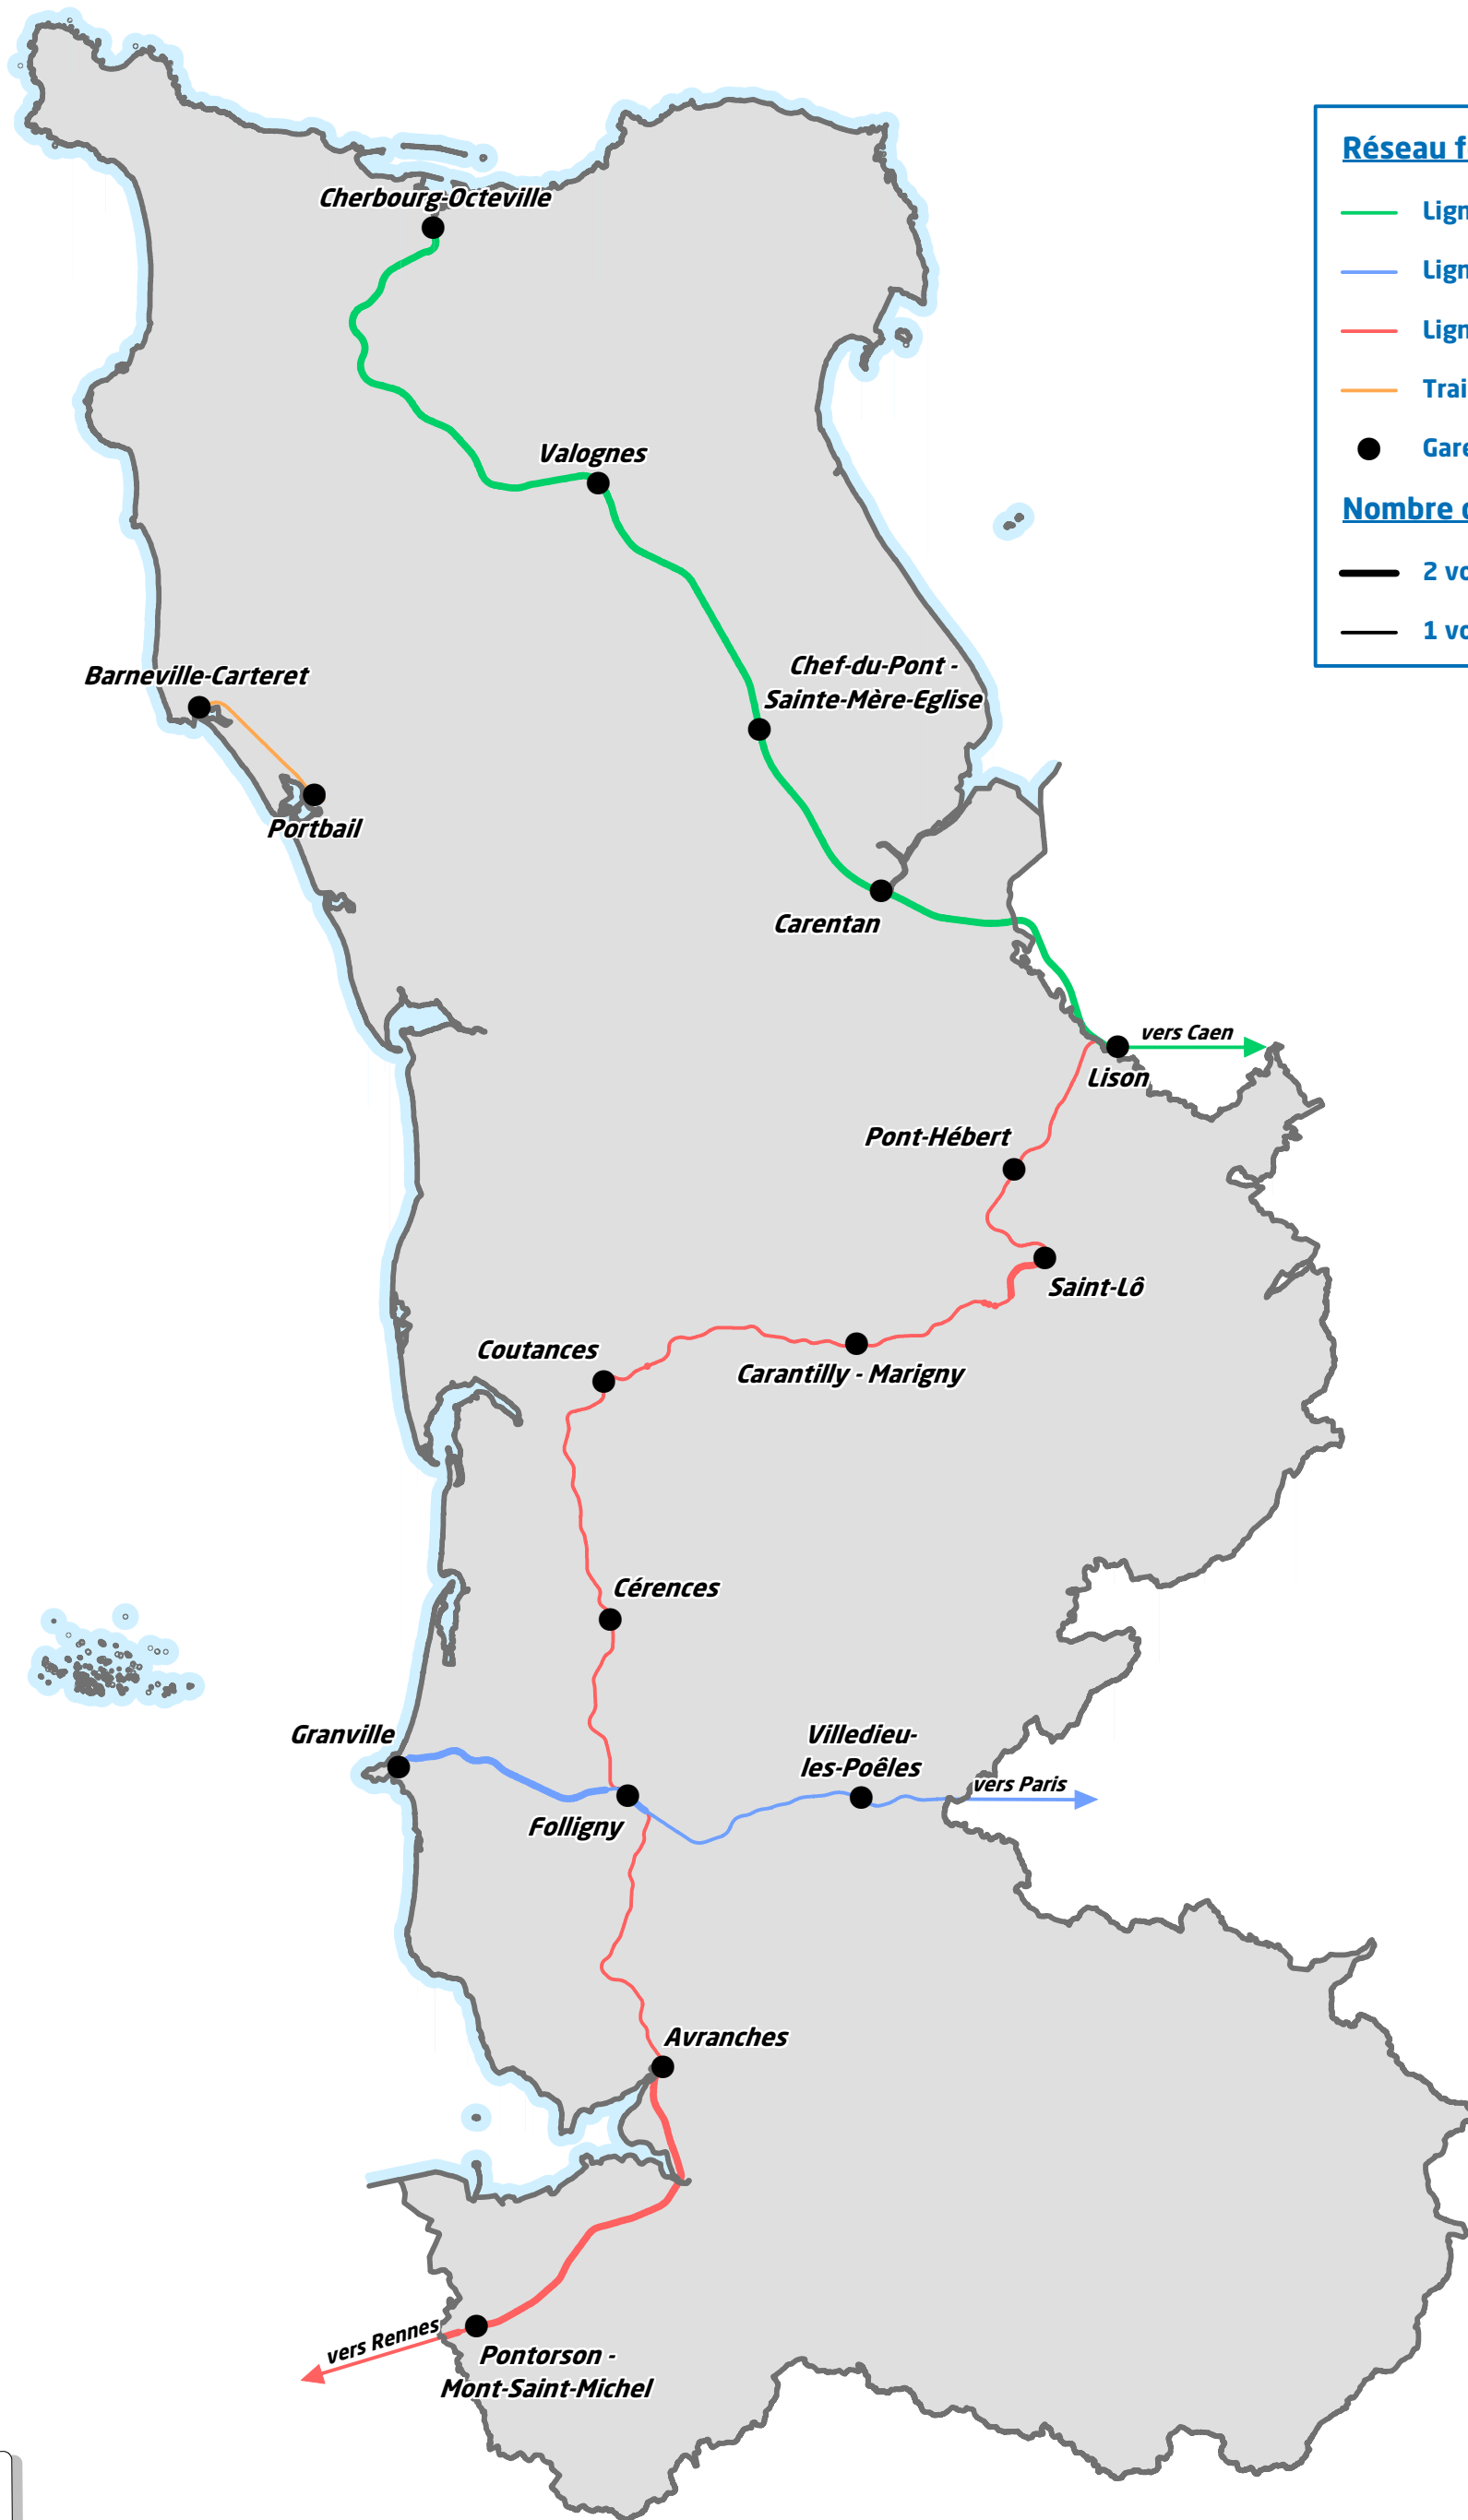 Cherbourg-Octeville
Réseau f
Lign
Lign
Lign
Trai
Gare
Nombre d
2 vo
1 vo
Valognes
Chef-du-Pont -
Sainte-Mère-Eglise
Barneville-Carteret
Portbail
Carentan
vers Caen
Lison
Pont-Hébert
Saint-Lô
Coutances
Carantilly - Marigny
Cérences
Granville
Villedieu-
les-Poêles
vers Paris
Folligny
Avranches
vers Rennes
Pontorson -
Mont-Saint-Michel